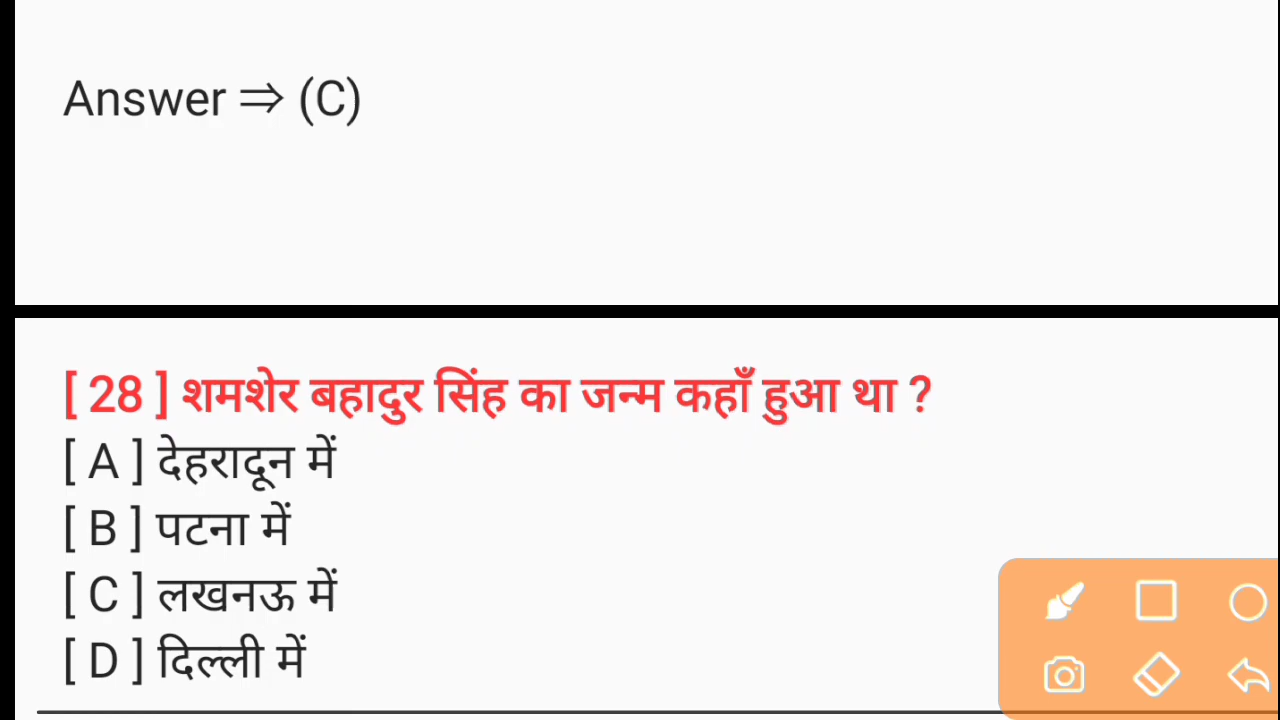 Answer ⇒ (C)
[ 28 ] शमशेर बहादुर सिंह का जन्म कहाँ हुआ था ?
[ A ] देहरादून में
[ B ] पटना में
[ C ] लखनऊ में
[ D ] दिल्ली में